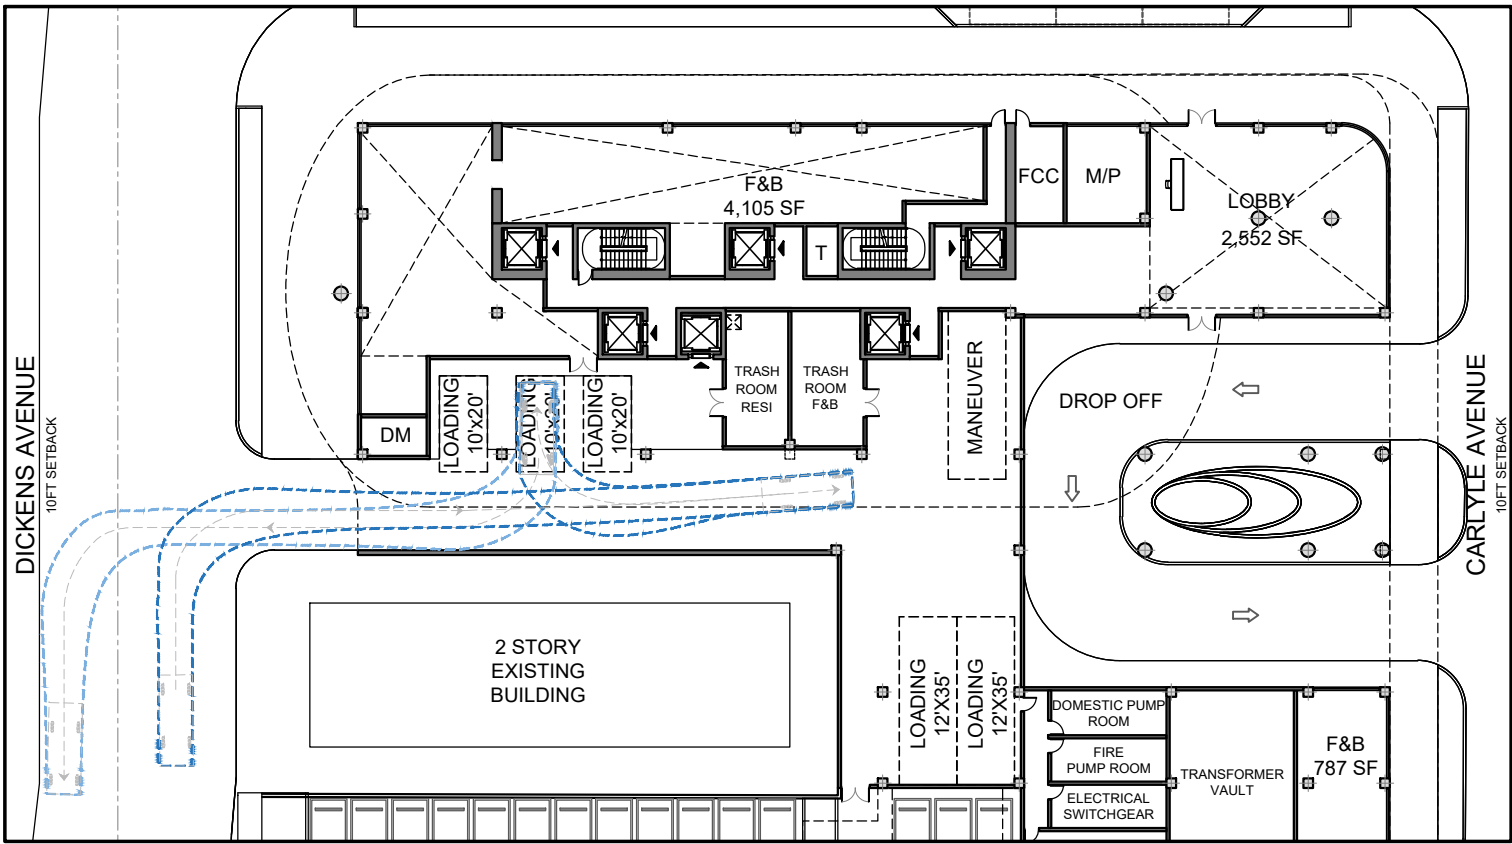 F&B
4,105 SF
FCC
M/P
LOBBY
2,552 SF
T
TRASH
ROOM
RESI
TRASH
ROOM
F&B
MANEUVER
DROP OFF
LOADING
10'x20'
LOADING
10'x20'
LOADING
10'x20'
DM
DICKENS AVENUE
10FT SETBACK
CARLYLE AVENUE
10FT SETBACK
2 STORY
EXISTING
BUILDING
LOADING
12'X35'
LOADING
12'X35'
DOMESTIC PUMP
ROOM
FIRE
PUMP ROOM
ELECTRICAL
SWITCHGEAR
TRANSFORMER
VAULT
F&B
787 SF